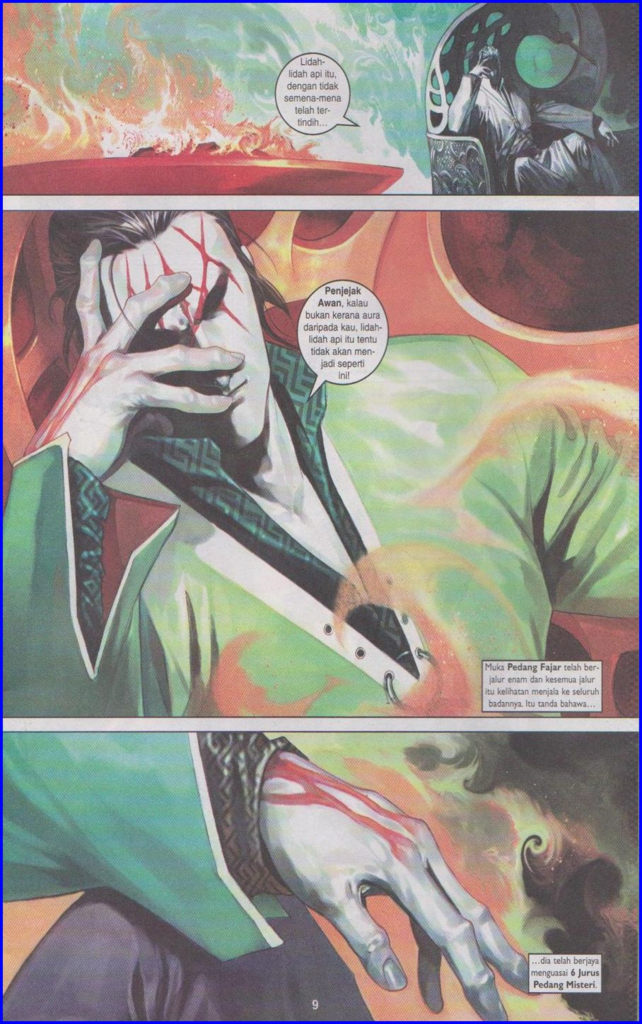 Lidah-
lidah api itu,
dengan tidak
semena-mena
telah ter-
tindih...
Penjejak
Awan, kalau
bukan kerana aura
daripada kau, lidah-
lidah api itu tentu
tidak akan men-
jadi seperti
ini!
Muka Pedang Fajar telah ber-
jalur enam dan kesemua jalur
itu kelihatan menjala ke seluruh
badannya. Itu tanda bahawa...
...dia telah berjaya
menguasai 6 Jurus
Pedang Misteri.
9